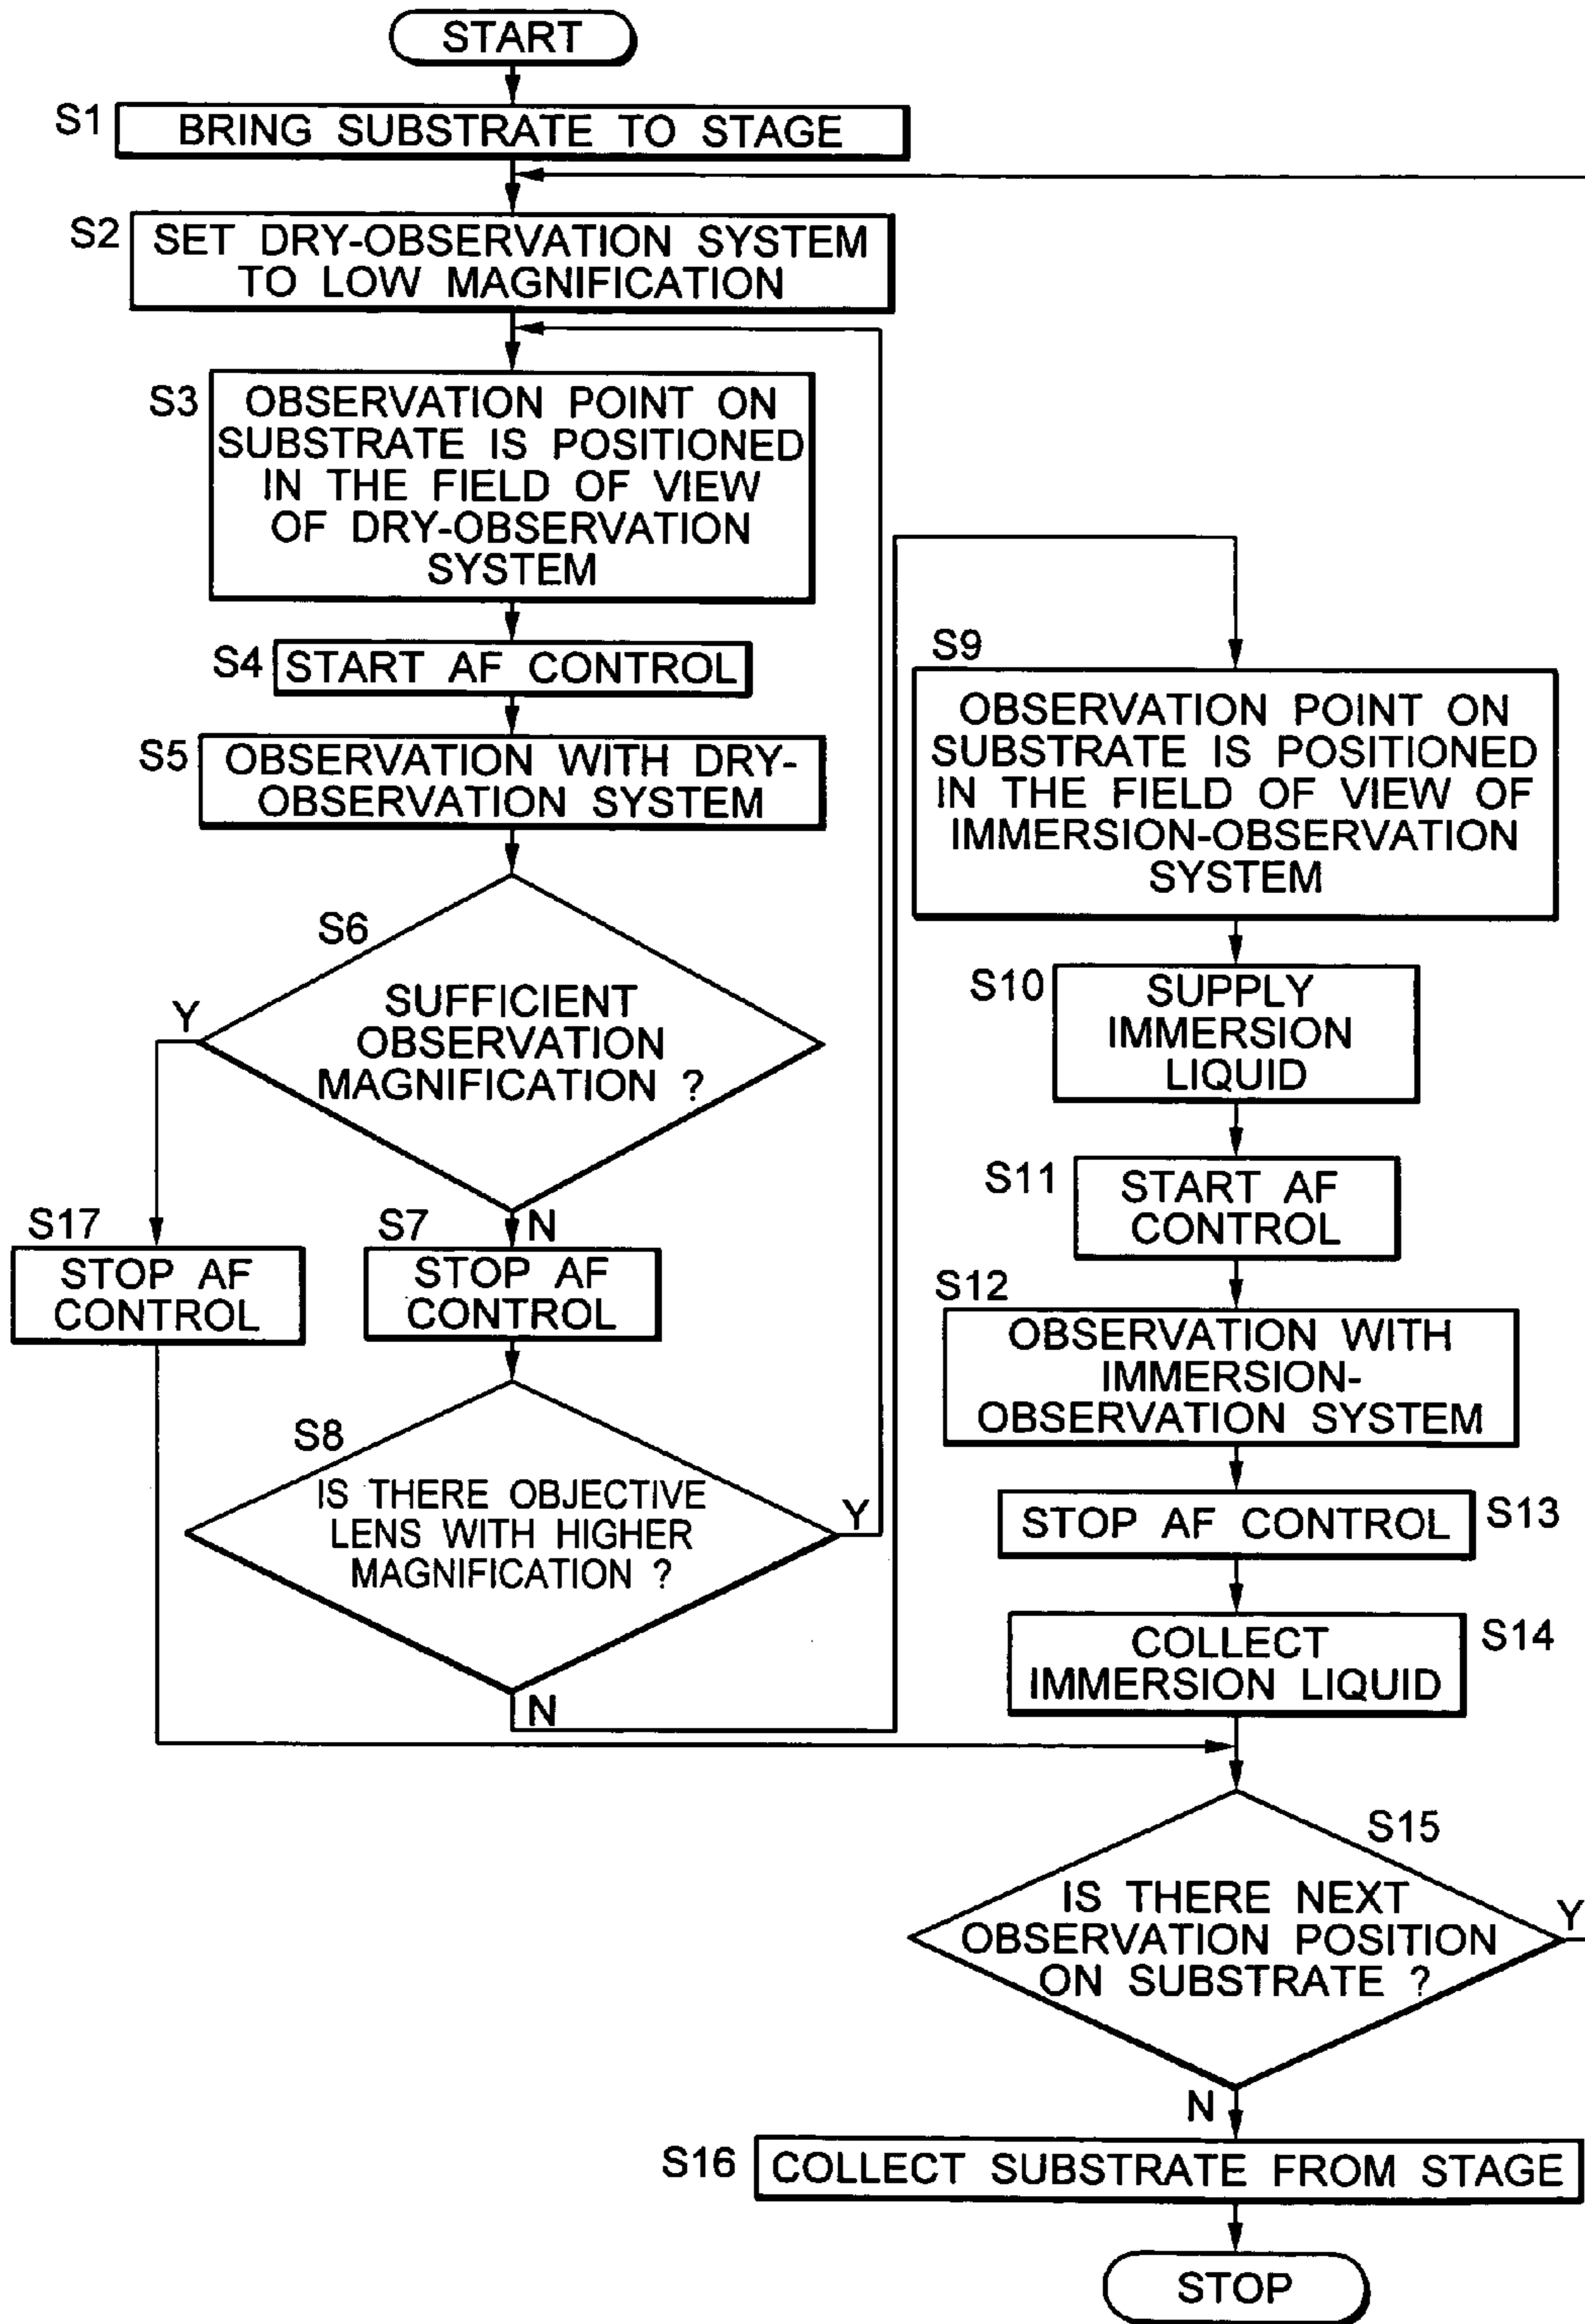 START
S1
BRING SUBSTRATE TO STAGE
S2
SET DRY-OBSERVATION SYSTEM
TO LOW MAGNIFICATION
S3
OBSERVATION POINT ON
SUBSTRATE IS POSITIONED
IN THE FIELD OF VIEW
OF DRY-OBSERVATION
SYSTEM
S4
START AF CONTROL
S5
OBSERVATION WITH DRY-
OBSERVATION SYSTEM
S6
SUFFICIENT
OBSERVATION
MAGNIFICATION ?
Y
N
S17
STOP AF
CONTROL
S7
STOP AF
CONTROL
S8
IS THERE OBJECTIVE
LENS WITH HIGHER
MAGNIFICATION ?
Y
N
S9
OBSERVATION POINT ON
SUBSTRATE IS POSITIONED
IN THE FIELD OF VIEW OF
IMMERSION-OBSERVATION
SYSTEM
S10
SUPPLY
IMMERSION
LIQUID
S11
START AF
CONTROL
S12
OBSERVATION WITH
IMMERSION-
OBSERVATION SYSTEM
S13
STOP AF CONTROL
S14
COLLECT
IMMERSION LIQUID
S15
IS THERE NEXT
OBSERVATION POSITION
ON SUBSTRATE ?
Y
N
S16
COLLECT SUBSTRATE FROM STAGE
STOP